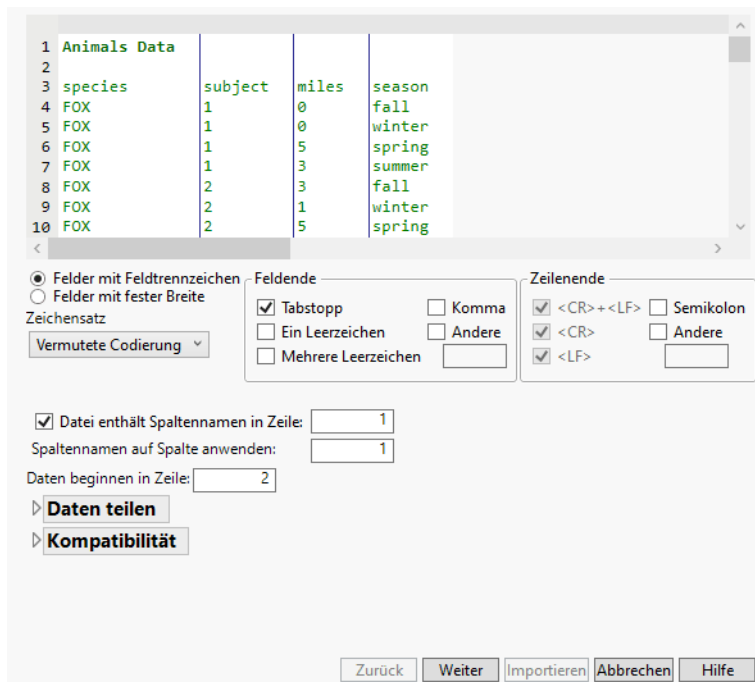 1 Animals Data
2
3 species subject miles season
4 FOX 1 0 fall
5 FOX 1 0 winter
6 FOX 1 5 spring
7 FOX 1 3 summer
8 FOX 2 3 fall
9 FOX 2 1 winter
10 FOX 2 5 spring
Felder mit Feldtrennzeichen
Felder mit fester Breite
Zeichensatz
Vermutete Codierung
Feldende
Tabstopp Komma
Ein Leerzeichen Andere
Mehrere Leerzeichen
Zeilenende
<CR>+<LF> Semikolon
<CR> Andere
<LF>
Datei enthält Spaltennamen in Zeile: 1
Spaltennamen auf Spalte anwenden: 1
Daten beginnen in Zeile: 2
Daten teilen
Kompatibilität
Zurück Weiter Importieren Abbrechen Hilfe